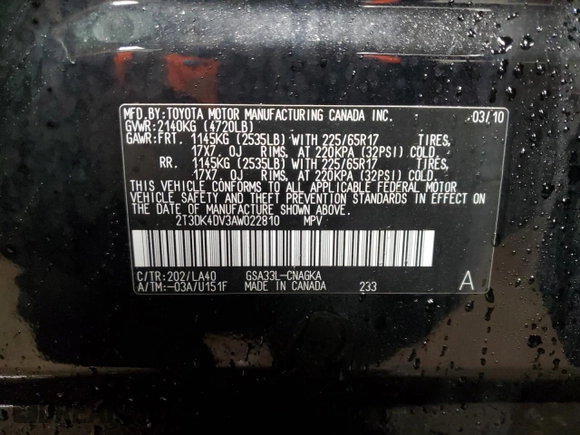 MFD.BY:TOYOTA MOTOR MANUFACTURING CANADA INC. 03/10
GVWR:2140KG (4720LB)
GAWR:FRT. 1145KG (2535LB) WITH 225/65R17 TIRES,
17X7. 0J RIMS, AT 220KPA (32PSI) COLD
RR. 1145KG (2535LB) WITH 225/65R17 TIRES,
17X7. 0J RIMS, AT 220KPA (32PSI) COLD.
THIS VEHICLE CONFORMS TO ALL APPLICABLE FEDERAL MOTOR
VEHICLE SAFETY AND THEFT PREVENTION STANDARDS IN EFFECT ON
THE DATE OF MANUFACTURE SHOWN ABOVE.
2T3DK4DV3AW022810 MPV
C/TR:202/LA40 GSA33L-CNAGKA
A/TM:-03A/U151F MADE IN CANADA 233 A